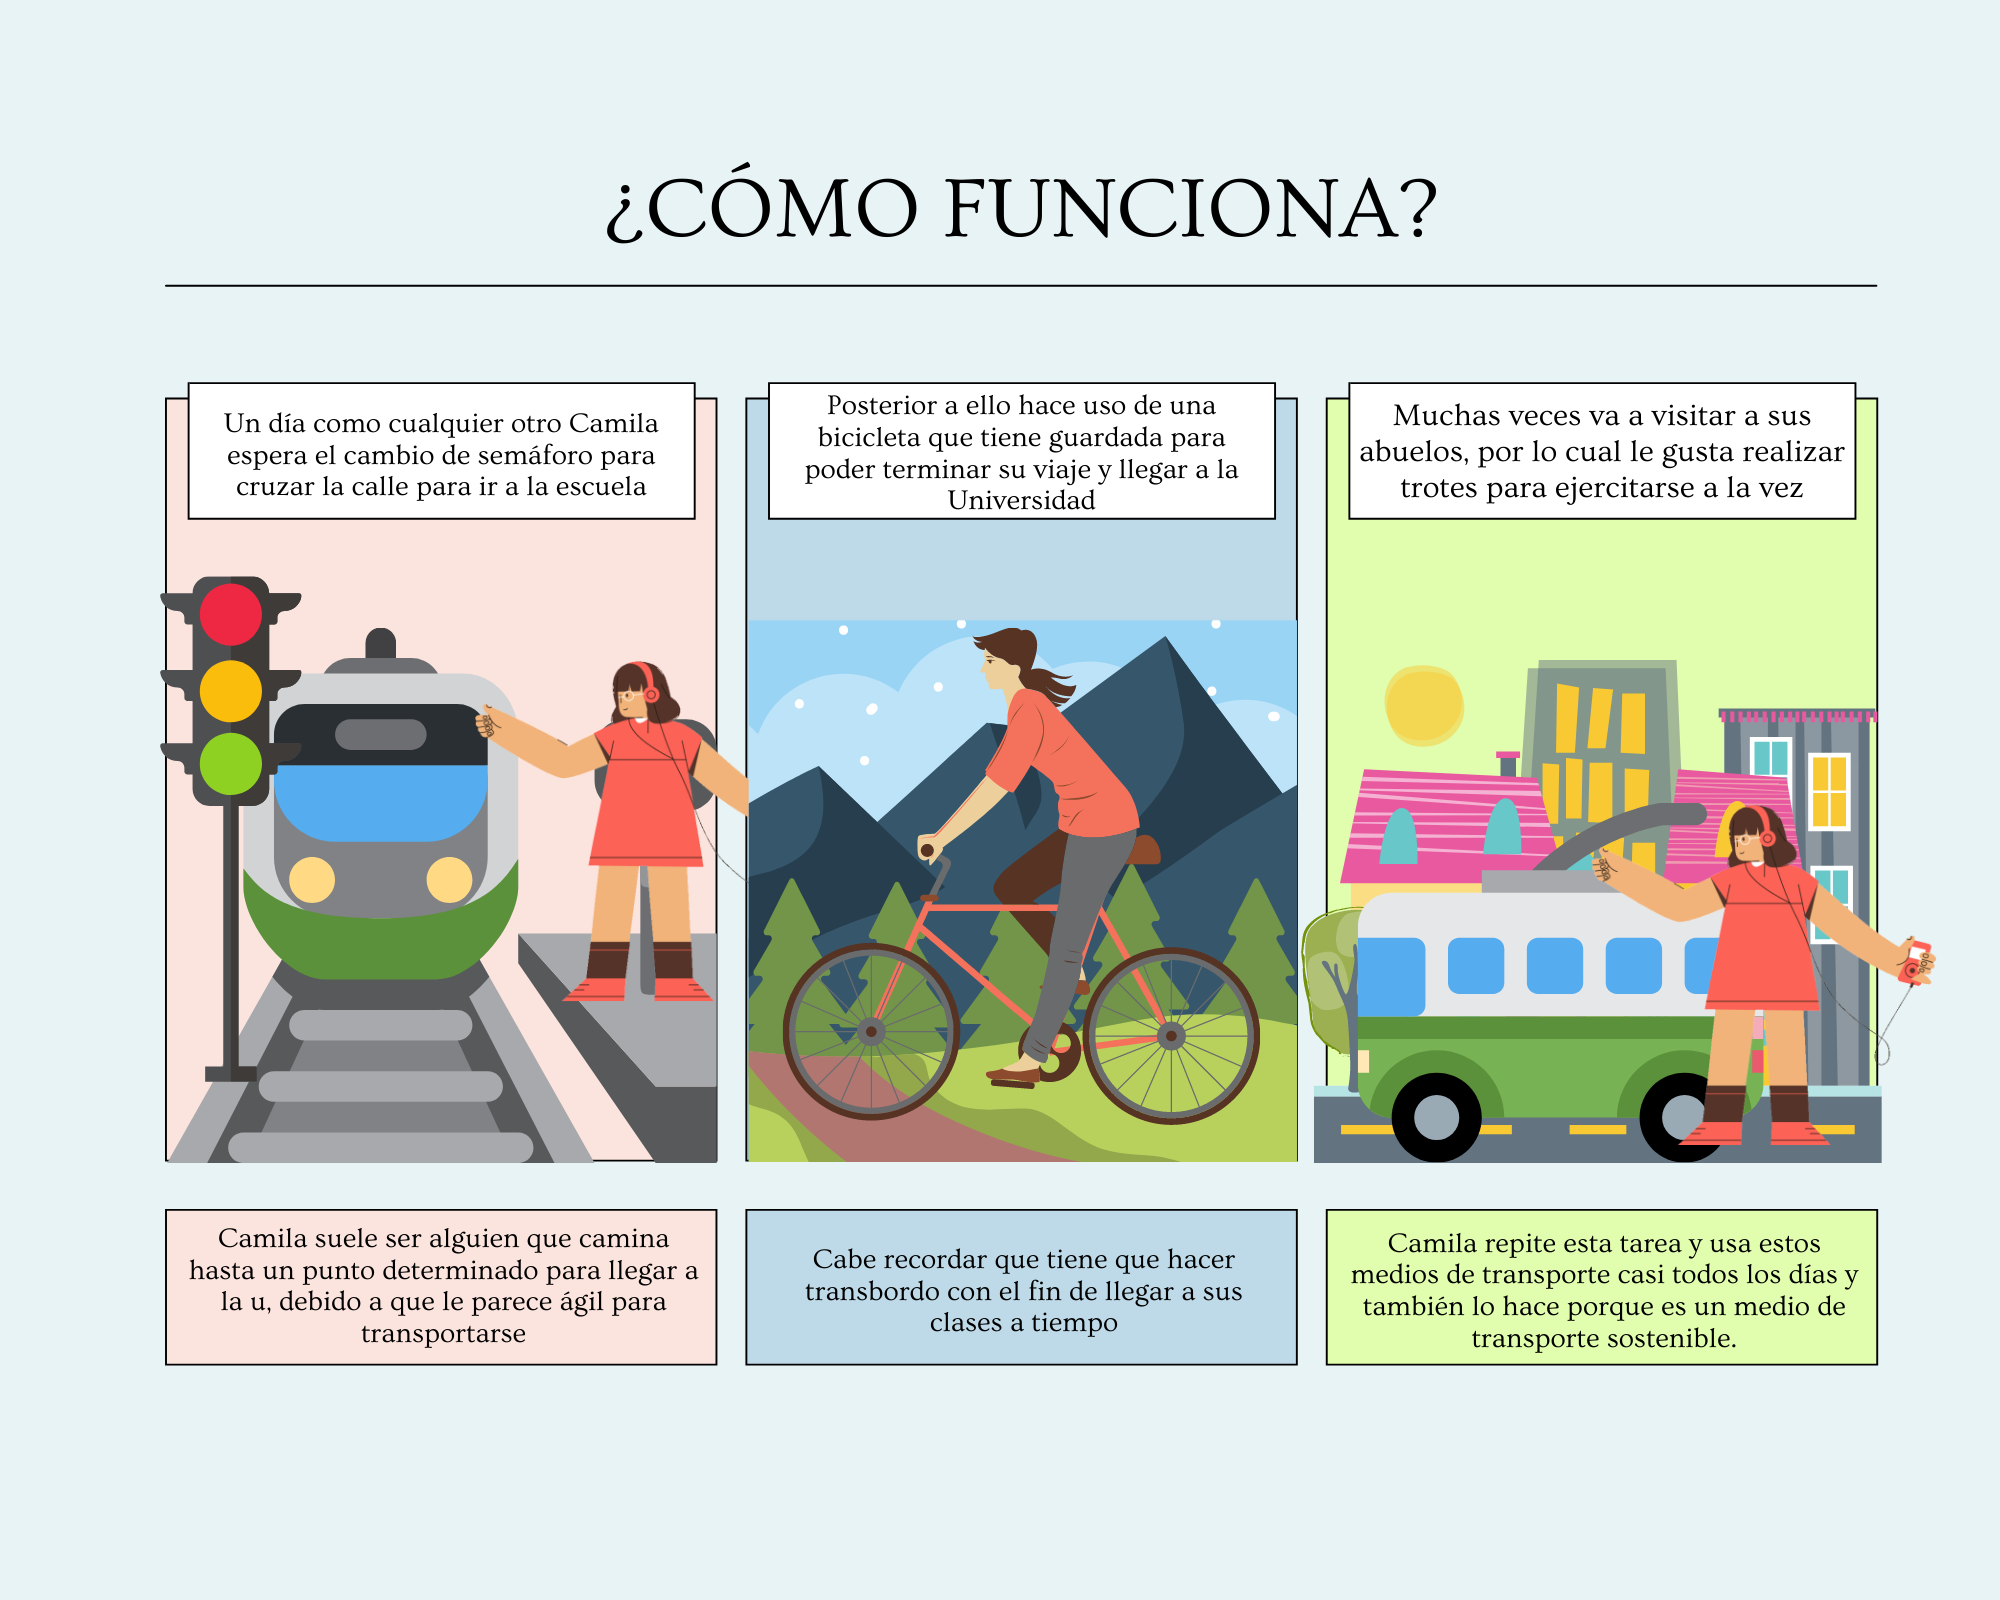 ¿CÓMO FUNCIONA?
Un día como cualquier otro Camila
espera el cambio de semáforo para
cruzar la calle para ir a la escuela
Posterior a ello hace uso de una
bicicleta que tiene guardada para
poder terminar su viaje y llegar a la
Universidad
Muchas veces va a visitar a sus
abuelos, por lo cual le gusta realizar
trotes para ejercitarse a la vez
Camila suele ser alguien que camina
hasta un punto determinado para llegar a
la u, debido a que le parece ágil para
transportarse
Cabe recordar que tiene que hacer
transbordo con el fin de llegar a sus
clases a tiempo
Camila repite esta tarea y usa estos
medios de transporte casi todos los días y
también lo hace porque es un medio de
transporte sostenible.